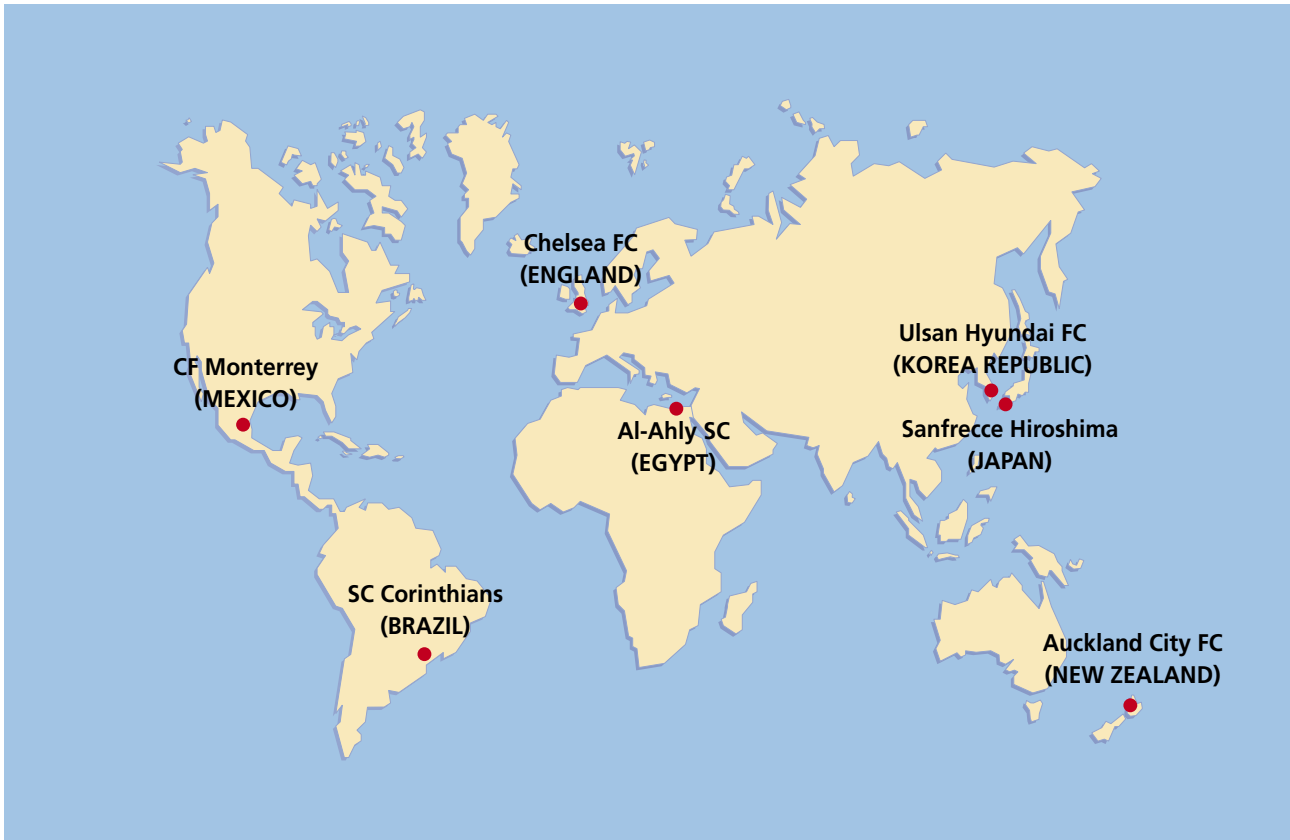 Chelsea FC
(ENGLAND)
Ulsan Hyundai FC
(KOREA REPUBLIC)
CF Monterrey
(MEXICO)
Al-Ahly SC
(EGYPT)
Sanfrecce Hiroshima
(JAPAN)
SC Corinthians
(BRAZIL)
Auckland City FC
(NEW ZEALAND)